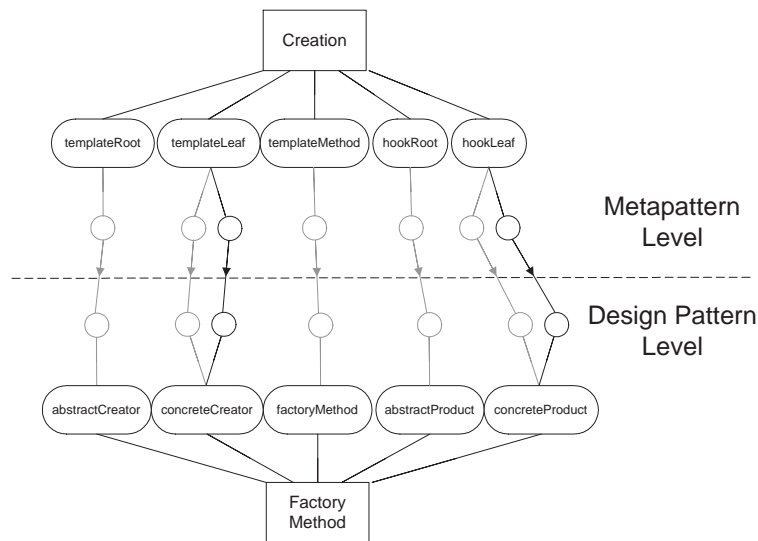 Creation
templateRoot
templateLeaf
templateMethod
hookRoot
hookLeaf
Metapattern
Level
Design Pattern
Level
abstractCreator
concreteCreator
factoryMethod
abstractProduct
concreteProduct
Factory
Method